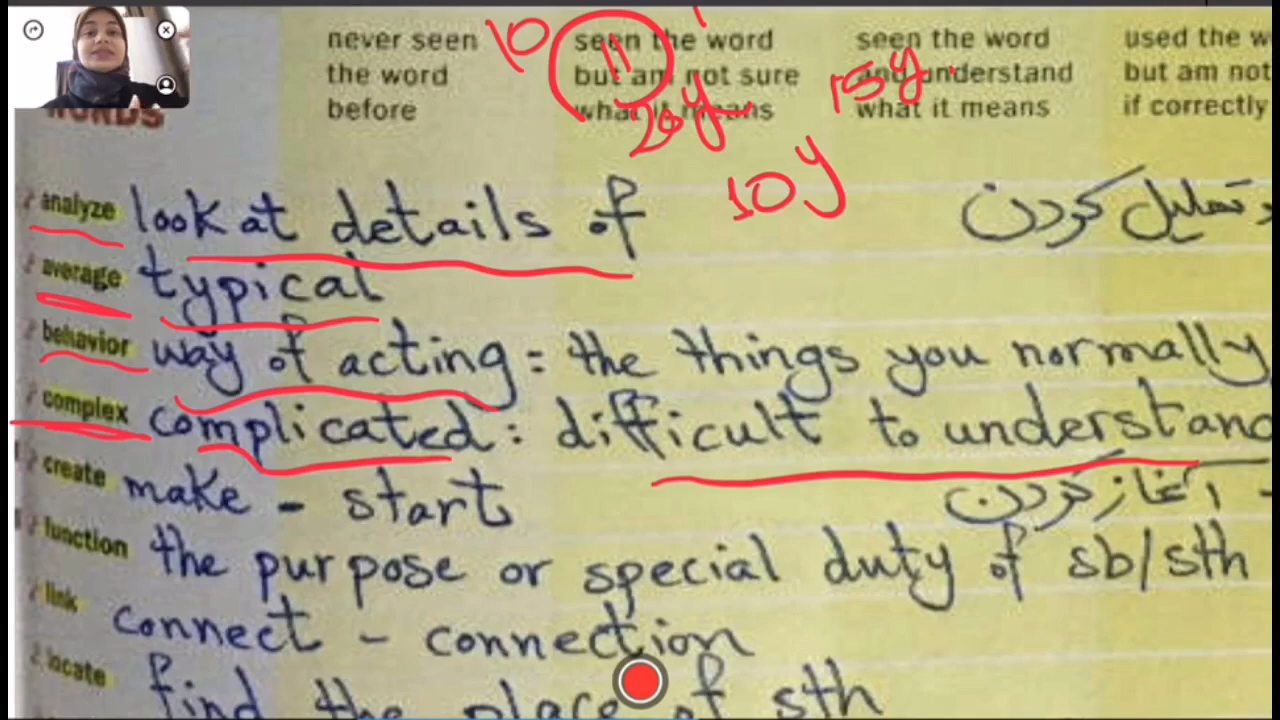 never seen
the word
before
seen the word
but am not sure
what it means
seen the word
and understand
what it means
used the w
but am not
if correctly
WORDS
10 11
20y
15y.
10y
analyze look at details of تحلیل کردن
average typical
behavior way of acting = the things you normally
complex complicated : difficult to understand
create make - start آغاز کردن -
function the purpose or special duty of sb/sth
link connect - connection
locate find the place of sth